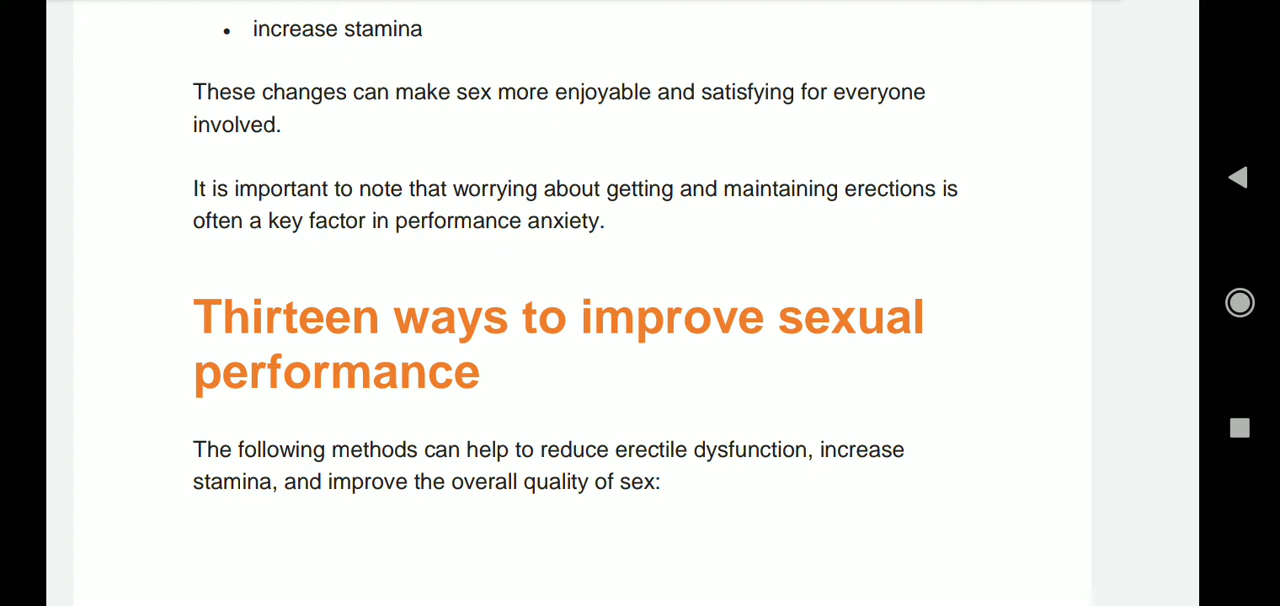 • increase stamina
These changes can make sex more enjoyable and satisfying for everyone
involved.
It is important to note that worrying about getting and maintaining erections is
often a key factor in performance anxiety.
Thirteen ways to improve sexual
performance
The following methods can help to reduce erectile dysfunction, increase
stamina, and improve the overall quality of sex: